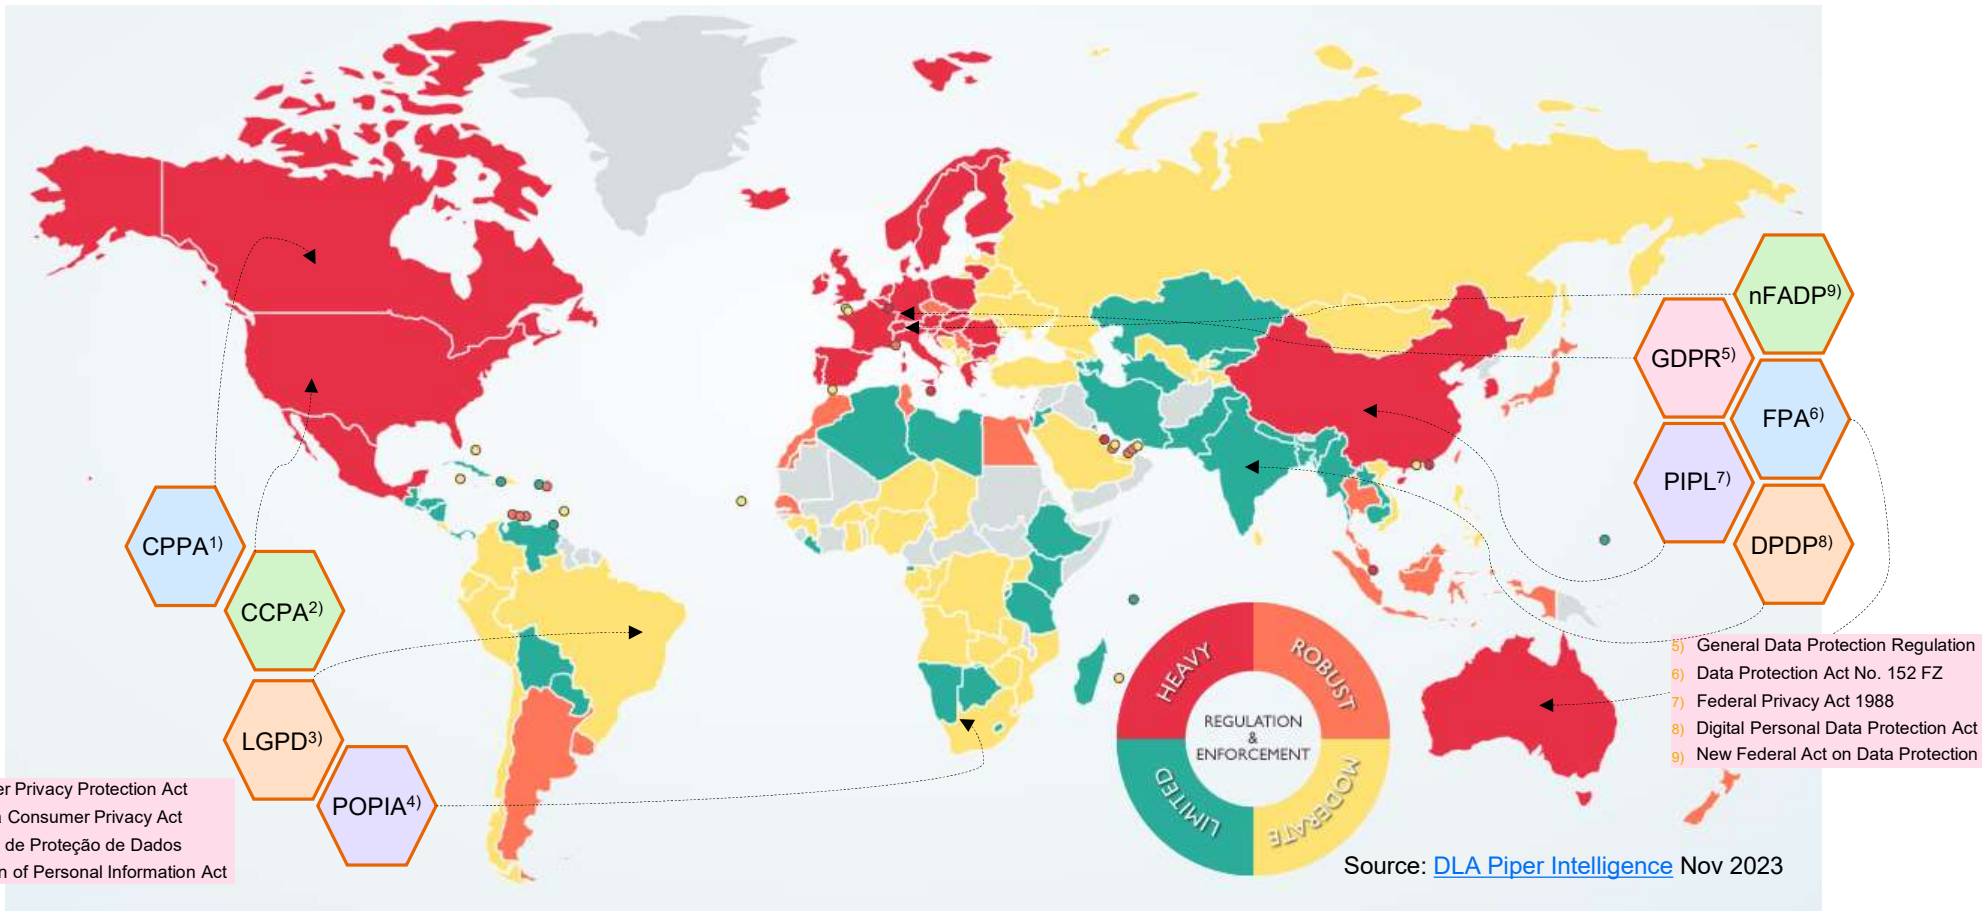 nFADP9)
GDPR5)
FPA6)
PIPL7)
DPDP8)
CPPA1)
CCPA2)
LGPD3)
POPIA4)
HEAVY
ROBUST
REGULATION
&
ENFORCEMENT
LIMITED
MODERATE
5) General Data Protection Regulation
6) Data Protection Act No. 152 FZ
7) Federal Privacy Act 1988
8) Digital Personal Data Protection Act
9) New Federal Act on Data Protection
Privacy Protection Act
Consumer Privacy Act
de Proteção de Dados
of Personal Information Act
Source: DLA Piper Intelligence Nov 2023